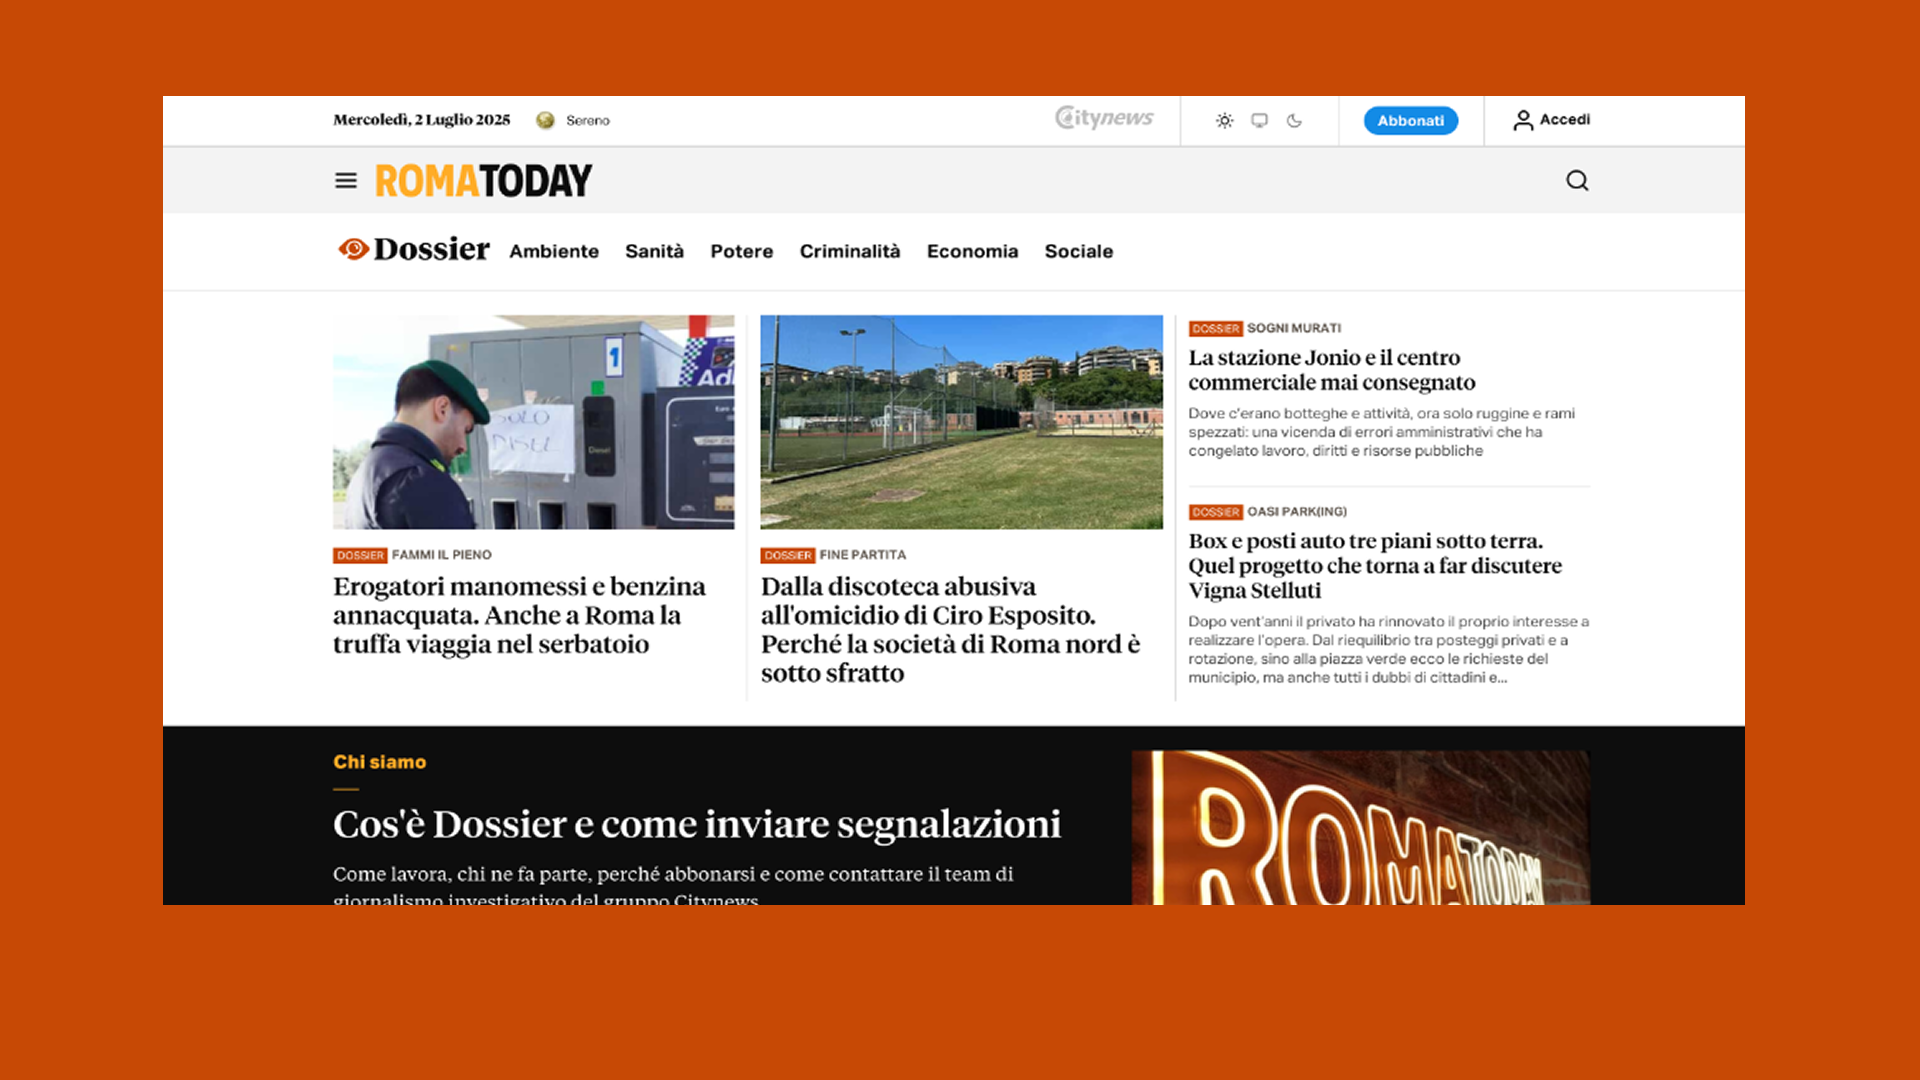 Mercoledì, 2 Luglio 2025
Sereno
Citynews
Abbonati
Accedi
ROMATODAY
Dossier
Ambiente
Sanità
Potere
Criminalità
Economia
Sociale
1
SOLO
DISEL
Diesel
DOSSIER FAMMI IL PIENO
Erogatori manomessi e benzina
annacquata. Anche a Roma la
truffa viaggia nel serbatoio
DOSSIER FINE PARTITA
Dalla discoteca abusiva
all'omicidio di Ciro Esposito.
Perché la società di Roma nord è
sotto sfratto
DOSSIER SOGNI MURATI
La stazione Jonio e il centro
commerciale mai consegnato
Dove c'erano botteghe e attività, ora solo ruggine e rami
spezzati: una vicenda di errori amministrativi che ha
congelato lavoro, diritti e risorse pubbliche
DOSSIER OASI PARK(ING)
Box e posti auto tre piani sotto terra.
Quel progetto che torna a far discutere
Vigna Stelluti
Dopo vent'anni il privato ha rinnovato il proprio interesse a
realizzare l'opera. Dal riequilibrio tra posteggi privati e a
rotazione, sino alla piazza verde ecco le richieste del
municipio, ma anche tutti i dubbi di cittadini e...
Chi siamo
Cos'è Dossier e come inviare segnalazioni
Come lavora, chi ne fa parte, perché abbonarsi e come contattare il team di
giornalismo investigativo del gruppo Citynews
ROMATODAY